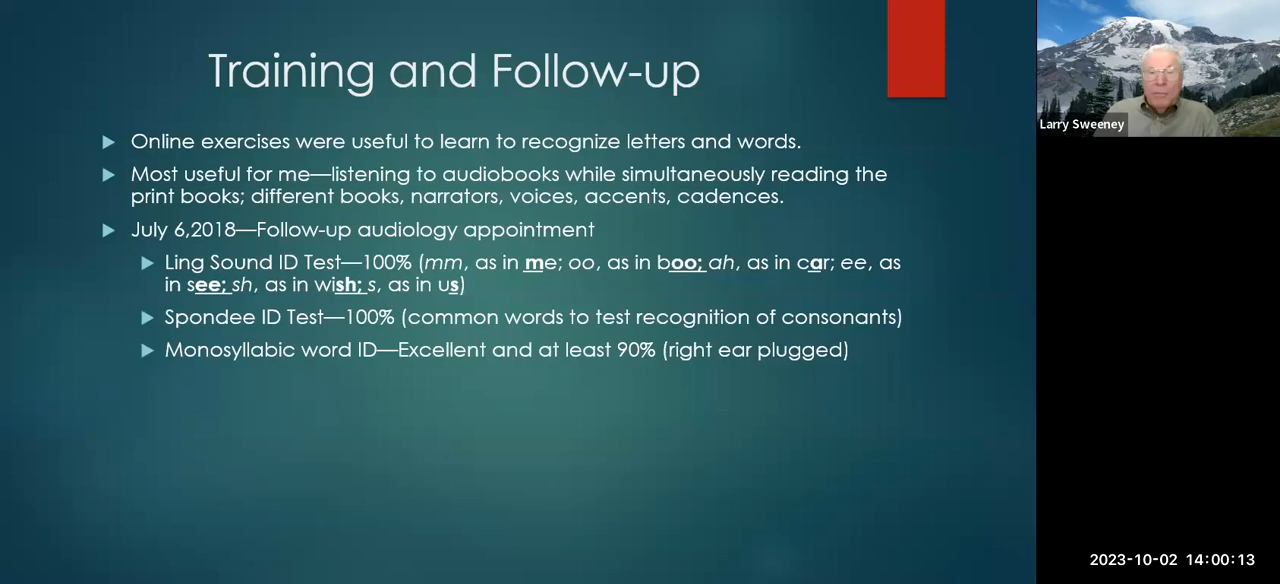 Training and Follow-up
Online exercises were useful to learn to recognize letters and words.
Most useful for me—listening to audiobooks while simultaneously reading the
print books; different books, narrators, voices, accents, cadences.
July 6,2018—Follow-up audiology appointment
Ling Sound ID Test—100% (mm, as in me; oo, as in boo; ah, as in car; ee, as
in see; sh, as in wish; s, as in us)
Spondee ID Test—100% (common words to test recognition of consonants)
Monosyllabic word ID—Excellent and at least 90% (right ear plugged)
Larry Sweeney
2023-10-02 14:00:13